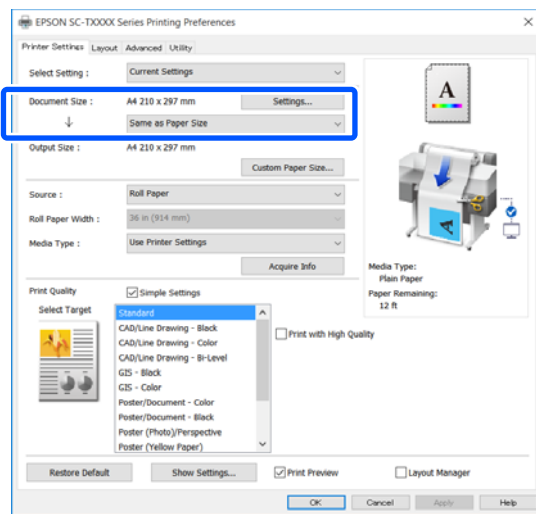 EPSON SC-TXXXX Series Printing Preferences
Printer Settings Layout Advanced Utility
Select Setting : Current Settings
Document Size : A4 210 x 297 mm Settings...
Same as Paper Size
Output Size : A4 210 x 297 mm
Custom Paper Size...
Source : Roll Paper
Roll Paper Width : 36 in (914 mm)
Media Type : Use Printer Settings
Acquire Info
A
A
Media Type:
Plain Paper
Paper Remaining:
12 ft
Print Quality Simple Settings
Select Target
Standard
CAD/Line Drawing - Black
CAD/Line Drawing - Color
CAD/Line Drawing - Bi-Level
GIS - Black
GIS - Color
Poster/Document - Color
Poster/Document - Black
Poster (Photo)/Perspective
Poster (Yellow Paper)
Print with High Quality
Restore Default Show Settings... Print Preview Layout Manager
OK Cancel Apply Help